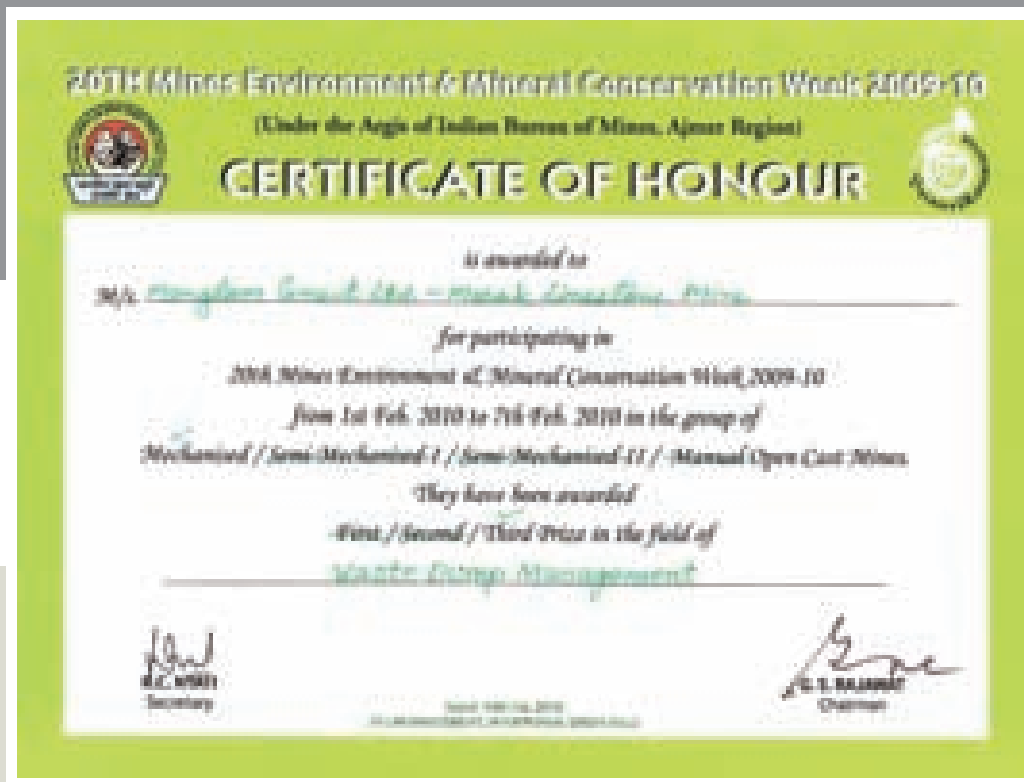 20TH Mines Environment & Mineral Conservation Week 2009-10
(Under the Aegis of Indian Bureau of Mines, Ajmer Region)
CERTIFICATE OF HONOUR
is awarded to
M/s Limestone Mine
for participating in
20th Mines Environment & Mineral Conservation Week 2009-10
from 1st Feb. 2010 to 7th Feb. 2010 in the group of
Mechanised / Semi-Mechanised-I / Semi-Mechanised-II / Manual Open Cast Mines
They have been awarded
First / Second / Third Prize in the field of
Waste Dump Management
Secretary
Chairman